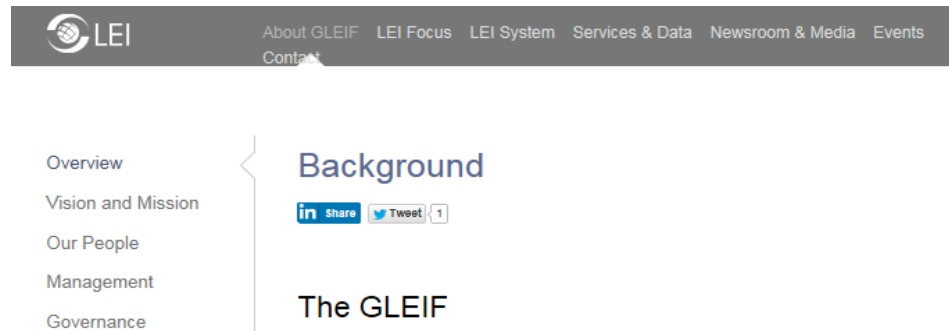 LEI
About GLEIF LEI Focus LEI System Services & Data Newsroom & Media Events
Contact
Overview
Vision and Mission
Our People
Management
Governance
Background
in Share Tweet 1
The GLEIF